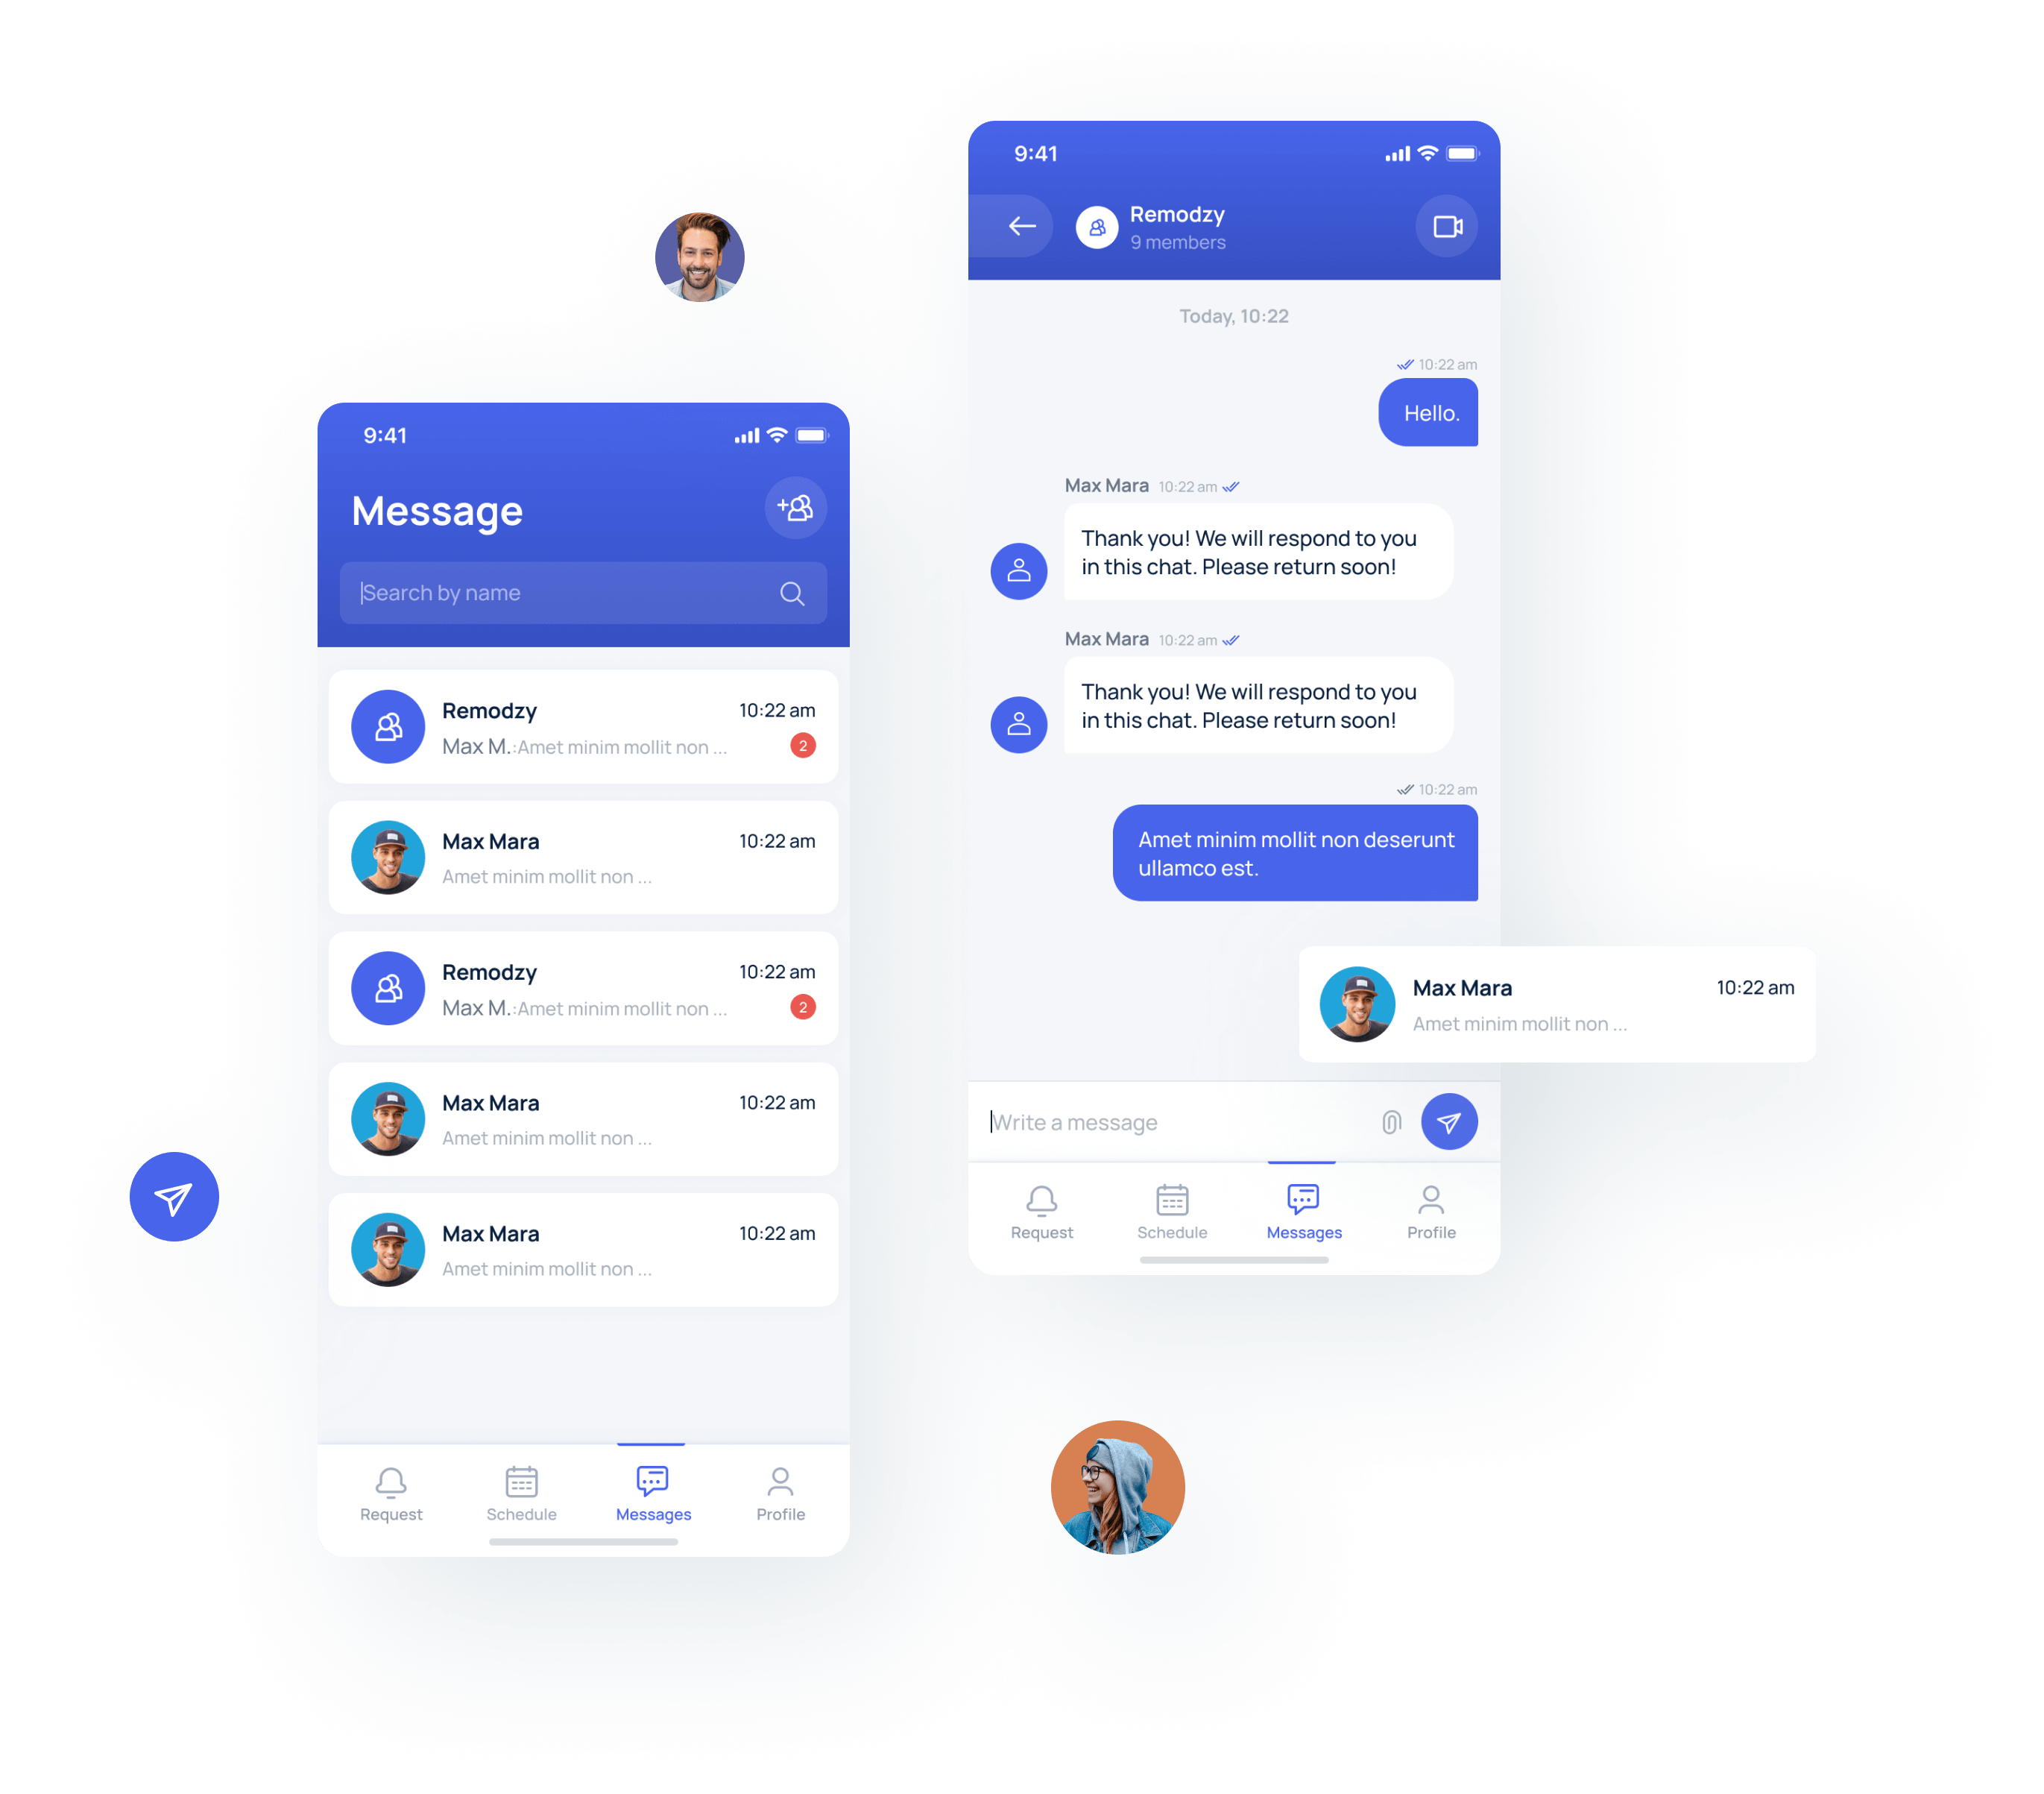 9:41
Message
Search by name
Remodzy 10:22 am
Max M.:Amet minim mollit non ... 2
Max Mara 10:22 am
Amet minim mollit non ...
Remodzy 10:22 am
Max M.:Amet minim mollit non ... 2
Max Mara 10:22 am
Amet minim mollit non ...
Max Mara 10:22 am
Amet minim mollit non ...
Request Schedule Messages Profile
9:41
Remodzy
9 members
Today, 10:22
10:22 am
Hello.
Max Mara 10:22 am
Thank you! We will respond to you
in this chat. Please return soon!
Max Mara 10:22 am
Thank you! We will respond to you
in this chat. Please return soon!
10:22 am
Amet minim mollit non deserunt
ullamco est.
Max Mara 10:22 am
Amet minim mollit non ...
Write a message
Request Schedule Messages Profile